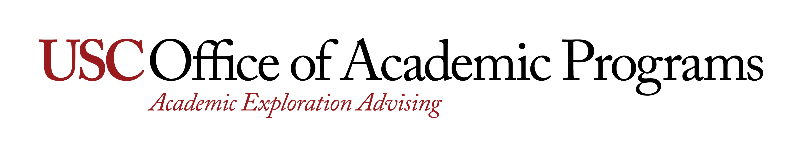 USC Office of Academic Programs
Academic Exploration Advising